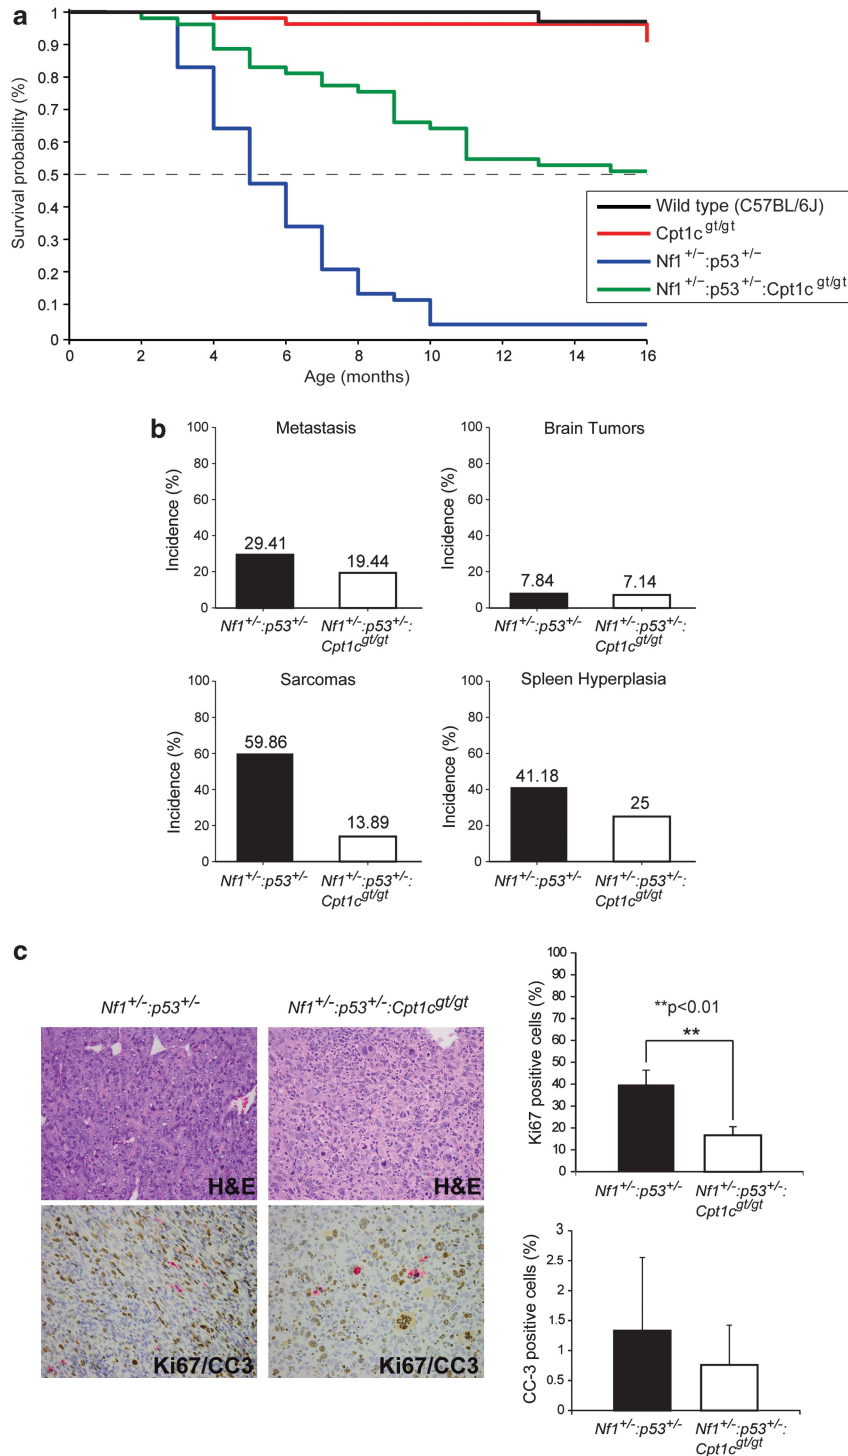 a
Survival probability (%)
1
0.9
0.8
0.7
0.6
0.5
0.4
0.3
0.2
0.1
0
0 2 4 6 8 10 12 14 16
Age (months)
Wild type (C57BL/6J)
Cpt1c gt/gt
Nf1 +/− :p53 +/−
Nf1 +/− :p53 +/− :Cpt1c gt/gt
b
Metastasis
Incidence (%)
100
80
60
40
20
0
29.41
19.44
Nf1+/-:p53+/-
Nf1+/-:p53+/-:
Cpt1cgt/gt
Brain Tumors
Incidence (%)
100
80
60
40
20
0
7.84
7.14
Nf1+/-:p53+/-
Nf1+/-:p53+/-:
Cpt1cgt/gt
Sarcomas
Incidence (%)
100
80
60
40
20
0
59.86
13.89
Nf1+/-:p53+/-
Nf1+/-:p53+/-:
Cpt1cgt/gt
Spleen Hyperplasia
Incidence (%)
100
80
60
40
20
0
41.18
25
Nf1+/-:p53+/-
Nf1+/-:p53+/-:
Cpt1cgt/gt
c
Nf1+/-:p53+/-
Nf1+/-:p53+/-:Cpt1cgt/gt
H&E
H&E
Ki67/CC3
Ki67/CC3
Ki67 positive cells (%)
100
90
80
70
60
50
40
30
20
10
0
**p<0.01
**
Nf1+/-:p53+/-
Nf1+/-:p53+/-:
Cpt1cgt/gt
CC-3 positive cells (%)
3
2.5
2
1.5
1
0.5
0
Nf1+/-:p53+/-
Nf1+/-:p53+/-:
Cpt1cgt/gt